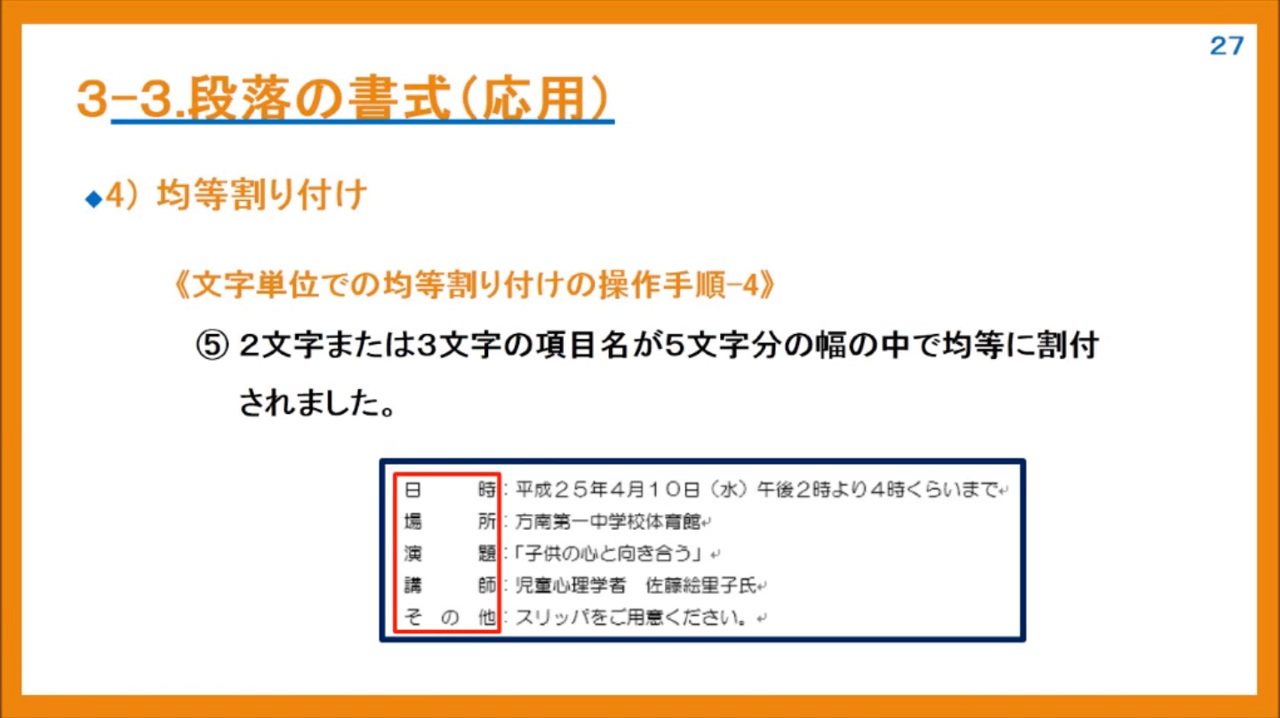 27
3-3.段落の書式（応用）
◆4） 均等割り付け
《文字単位での均等割り付けの操作手順-4》
⑤ 2文字または3文字の項目名が5文字分の幅の中で均等に割付
されました。
日　　時：平成２５年４月１０日（水）午後２時より４時くらいまで↵
場　　所：方南第一中学校体育館↵
演　　題：「子供の心と向き合う」↵
講　　師：児童心理学者　佐藤絵里子氏↵
そ の 他：スリッパをご用意ください。↵